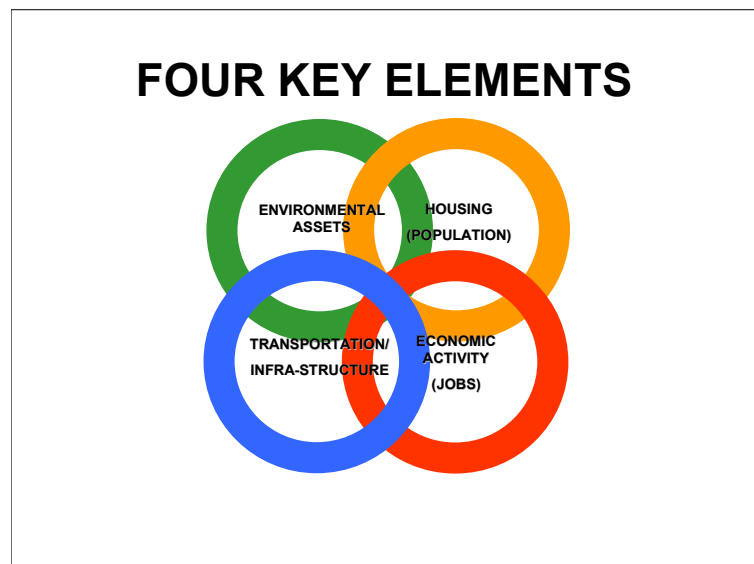 FOUR KEY ELEMENTS
ENVIRONMENTAL
ASSETS
HOUSING
(POPULATION)
TRANSPORTATION/
INFRA-STRUCTURE
ECONOMIC
ACTIVITY
(JOBS)